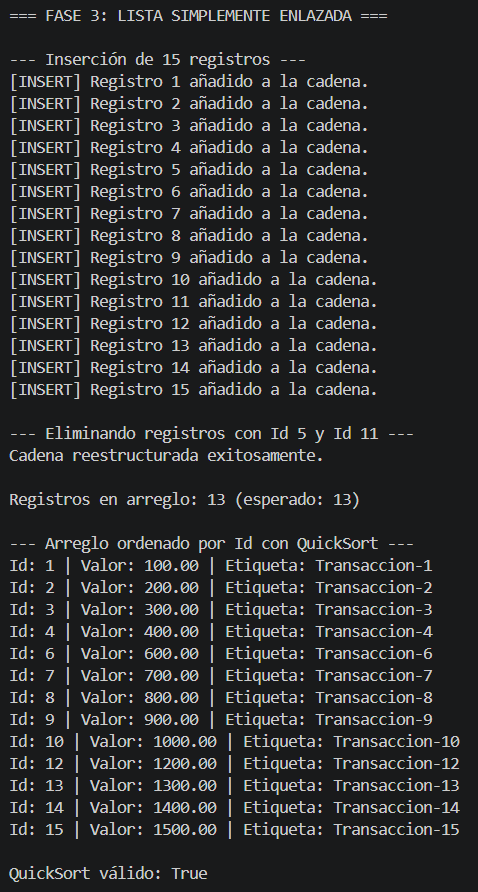 === FASE 3: LISTA SIMPLEMENTE ENLAZADA ===
--- Inserción de 15 registros ---
[INSERT] Registro 1 añadido a la cadena.
[INSERT] Registro 2 añadido a la cadena.
[INSERT] Registro 3 añadido a la cadena.
[INSERT] Registro 4 añadido a la cadena.
[INSERT] Registro 5 añadido a la cadena.
[INSERT] Registro 6 añadido a la cadena.
[INSERT] Registro 7 añadido a la cadena.
[INSERT] Registro 8 añadido a la cadena.
[INSERT] Registro 9 añadido a la cadena.
[INSERT] Registro 10 añadido a la cadena.
[INSERT] Registro 11 añadido a la cadena.
[INSERT] Registro 12 añadido a la cadena.
[INSERT] Registro 13 añadido a la cadena.
[INSERT] Registro 14 añadido a la cadena.
[INSERT] Registro 15 añadido a la cadena.
--- Eliminando registros con Id 5 y Id 11 ---
Cadena reestructurada exitosamente.
Registros en arreglo: 13 (esperado: 13)
--- Arreglo ordenado por Id con QuickSort ---
Id: 1 | Valor: 100.00 | Etiqueta: Transaccion-1
Id: 2 | Valor: 200.00 | Etiqueta: Transaccion-2
Id: 3 | Valor: 300.00 | Etiqueta: Transaccion-3
Id: 4 | Valor: 400.00 | Etiqueta: Transaccion-4
Id: 6 | Valor: 600.00 | Etiqueta: Transaccion-6
Id: 7 | Valor: 700.00 | Etiqueta: Transaccion-7
Id: 8 | Valor: 800.00 | Etiqueta: Transaccion-8
Id: 9 | Valor: 900.00 | Etiqueta: Transaccion-9
Id: 10 | Valor: 1000.00 | Etiqueta: Transaccion-10
Id: 12 | Valor: 1200.00 | Etiqueta: Transaccion-12
Id: 13 | Valor: 1300.00 | Etiqueta: Transaccion-13
Id: 14 | Valor: 1400.00 | Etiqueta: Transaccion-14
Id: 15 | Valor: 1500.00 | Etiqueta: Transaccion-15
QuickSort válido: True